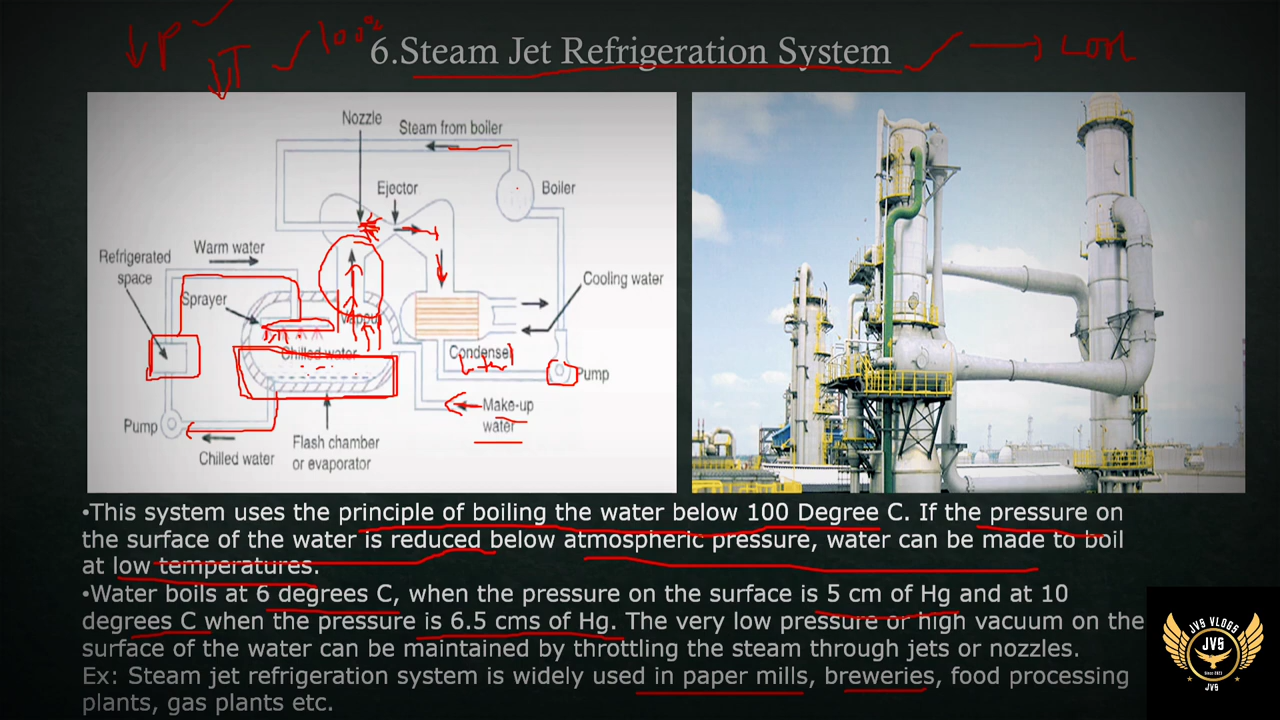 ↓P
↓T
100°C
6.Steam Jet Refrigeration System
→ cool
Nozzle
Steam from boiler
Ejector
Boiler
Warm water
Refrigerated
space
Sprayer
Cooling water
Vapour
Chilled water
Condenser
Pump
Make-up
water
Pump
Chilled water
Flash chamber
or evaporator
•This system uses the principle of boiling the water below 100 Degree C. If the pressure on
the surface of the water is reduced below atmospheric pressure, water can be made to boil
at low temperatures.
•Water boils at 6 degrees C, when the pressure on the surface is 5 cm of Hg and at 10
degrees C when the pressure is 6.5 cms of Hg. The very low pressure or high vacuum on the
surface of the water can be maintained by throttling the steam through jets or nozzles.
Ex: Steam jet refrigeration system is widely used in paper mills, breweries, food processing
plants, gas plants etc.
JVS VLOGS
JVS
JVS